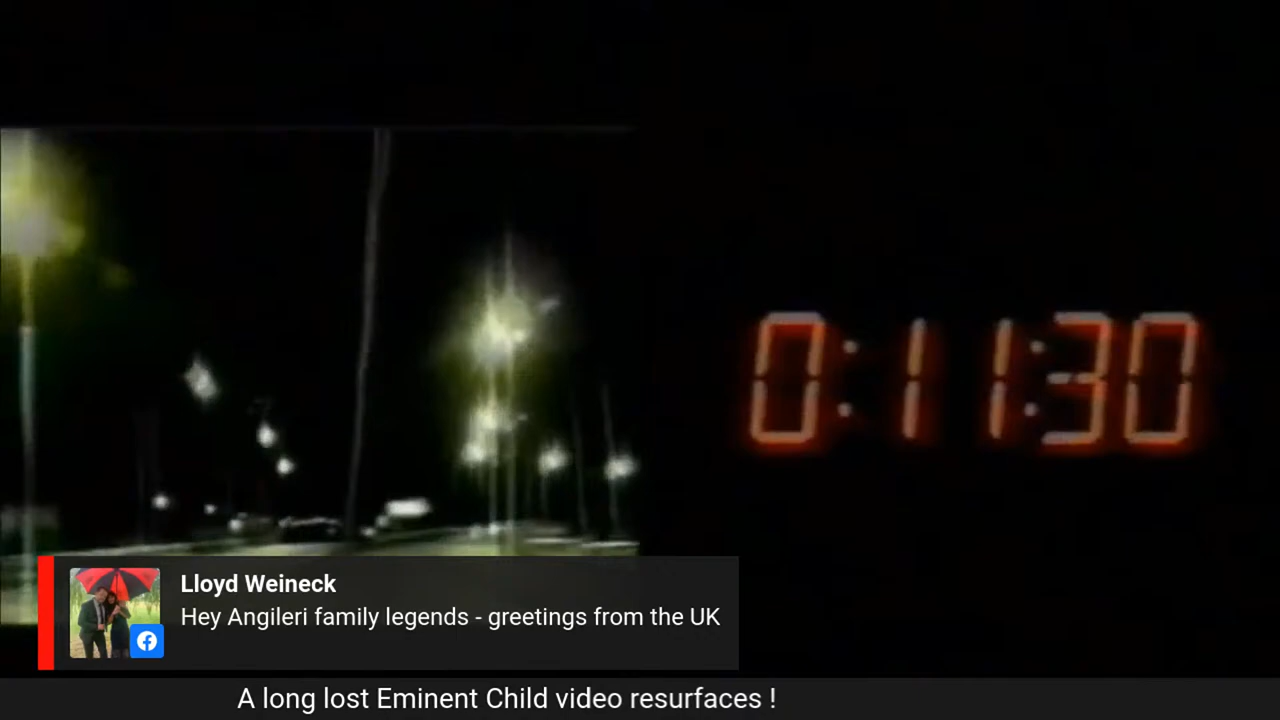 0:11:30
Lloyd Weineck
Hey Angileri family legends - greetings from the UK
A long lost Eminent Child video resurfaces !